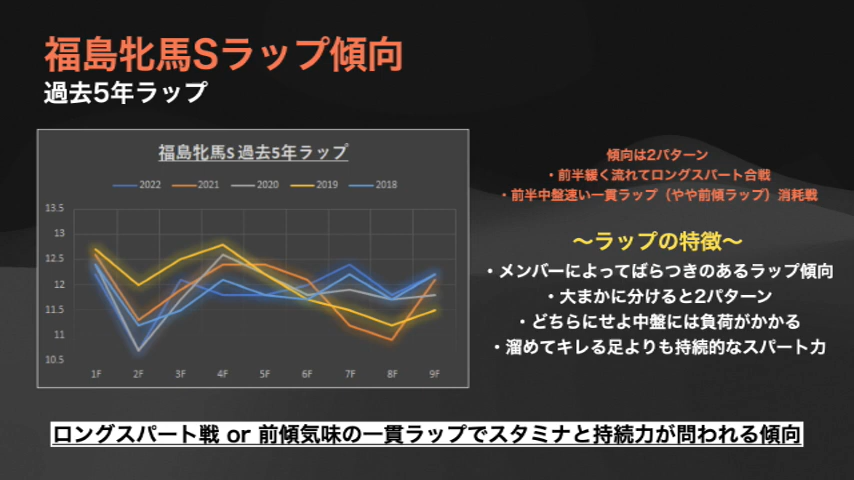 福島牝馬Sラップ傾向
過去5年ラップ
福島牝馬S 過去5年ラップ
2022 2021 2020 2019 2018
13.5
13
12.5
12
11.5
11
10.5
1F 2F 3F 4F 5F 6F 7F 8F 9F
傾向は2パターン
・前半緩く流れてロングスパート合戦
・前半中盤速い一貫ラップ（やや前傾ラップ）消耗戦
〜ラップの特徴〜
・メンバーによってばらつきのあるラップ傾向
・大まかに分けると2パターン
・どちらにせよ中盤には負荷がかかる
・溜めてキレる足よりも持続的なスパート力
ロングスパート戦 or 前傾気味の一貫ラップでスタミナと持続力が問われる傾向